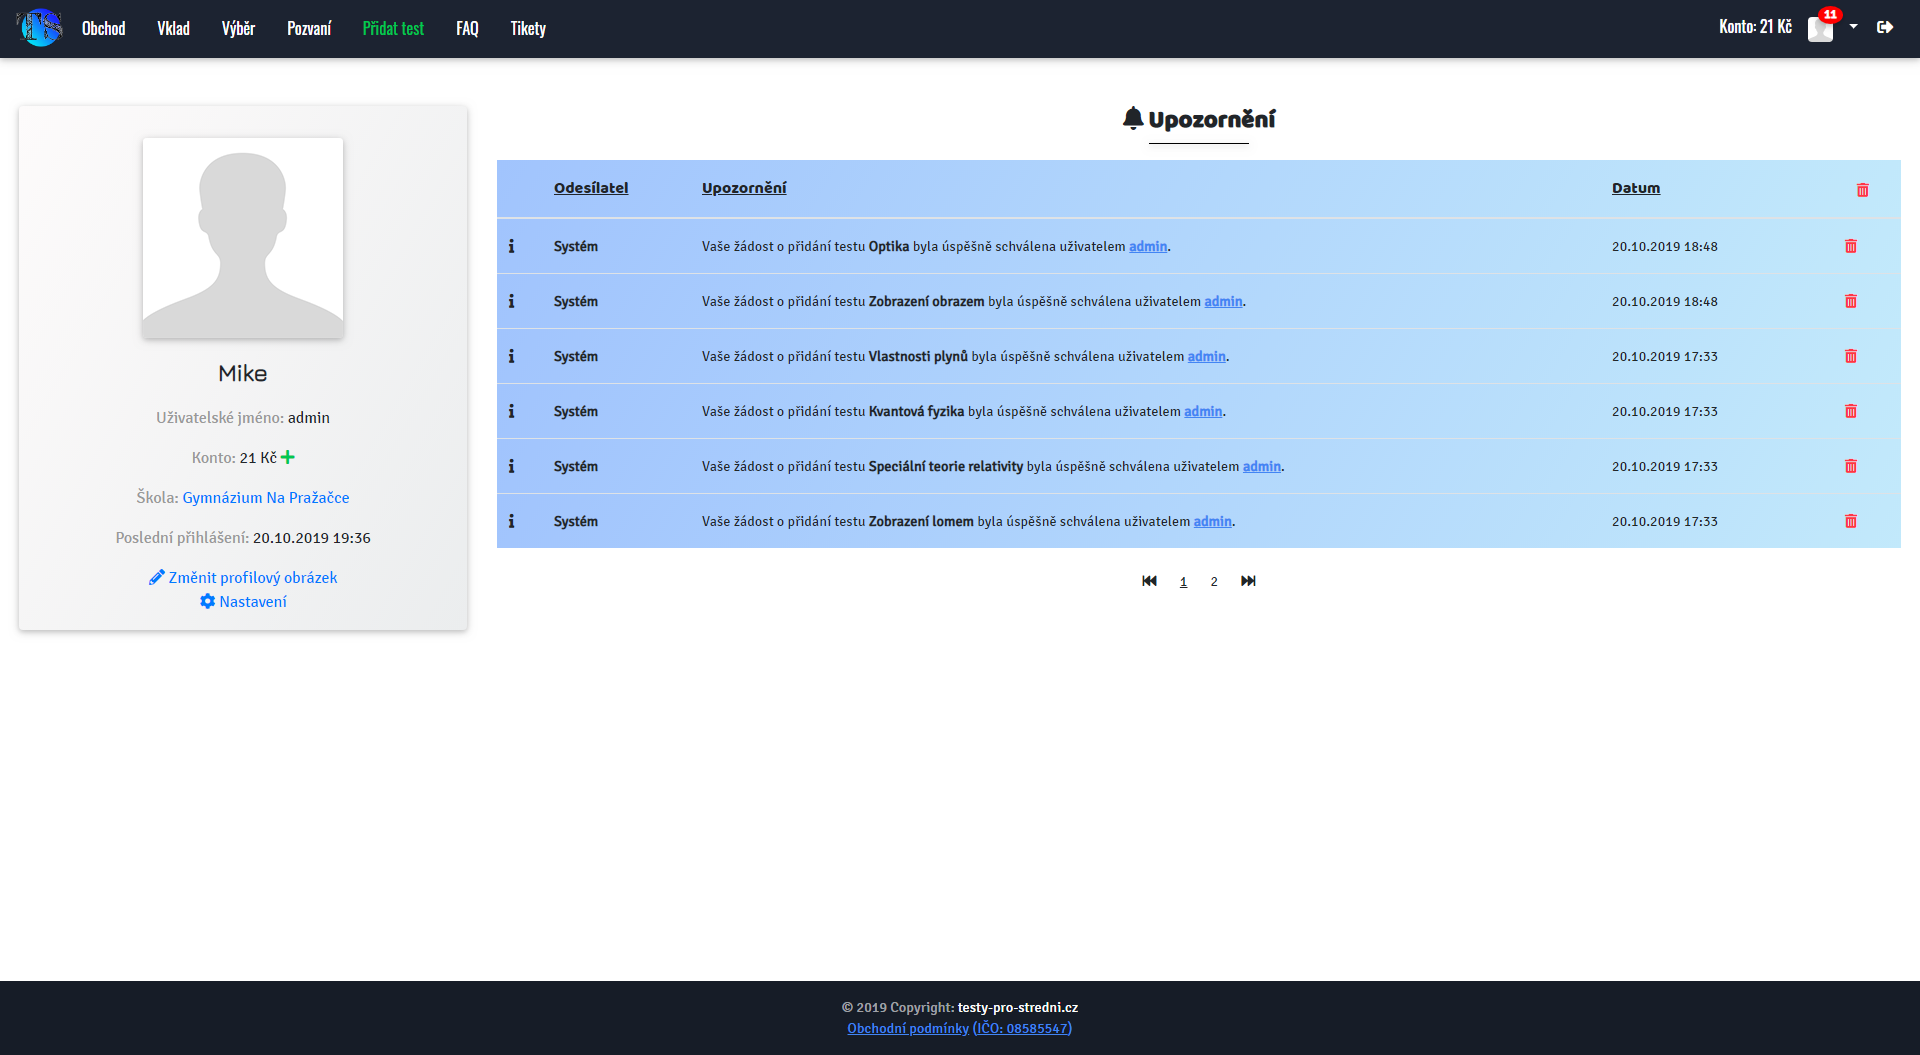 TS Obchod Vklad Výběr Pozvaní Přidat test FAQ Tikety Konto: 21 Kč 11
Mike
Uživatelské jméno: admin
Konto: 21 Kč
Škola: Gymnázium Na Pražačce
Poslední přihlášení: 20.10.2019 19:36
Změnit profilový obrázek
Nastavení
Upozornění
Odesílatel Upozornění Datum
Systém Vaše žádost o přidání testu Optika byla úspěšně schválena uživatelem admin. 20.10.2019 18:48
Systém Vaše žádost o přidání testu Zobrazení obrazem byla úspěšně schválena uživatelem admin. 20.10.2019 18:48
Systém Vaše žádost o přidání testu Vlastnosti plynů byla úspěšně schválena uživatelem admin. 20.10.2019 17:33
Systém Vaše žádost o přidání testu Kvantová fyzika byla úspěšně schválena uživatelem admin. 20.10.2019 17:33
Systém Vaše žádost o přidání testu Speciální teorie relativity byla úspěšně schválena uživatelem admin. 20.10.2019 17:33
Systém Vaše žádost o přidání testu Zobrazení lomem byla úspěšně schválena uživatelem admin. 20.10.2019 17:33
1 2
© 2019 Copyright: testy-pro-stredni.cz
Obchodní podmínky (IČO: 08585547)